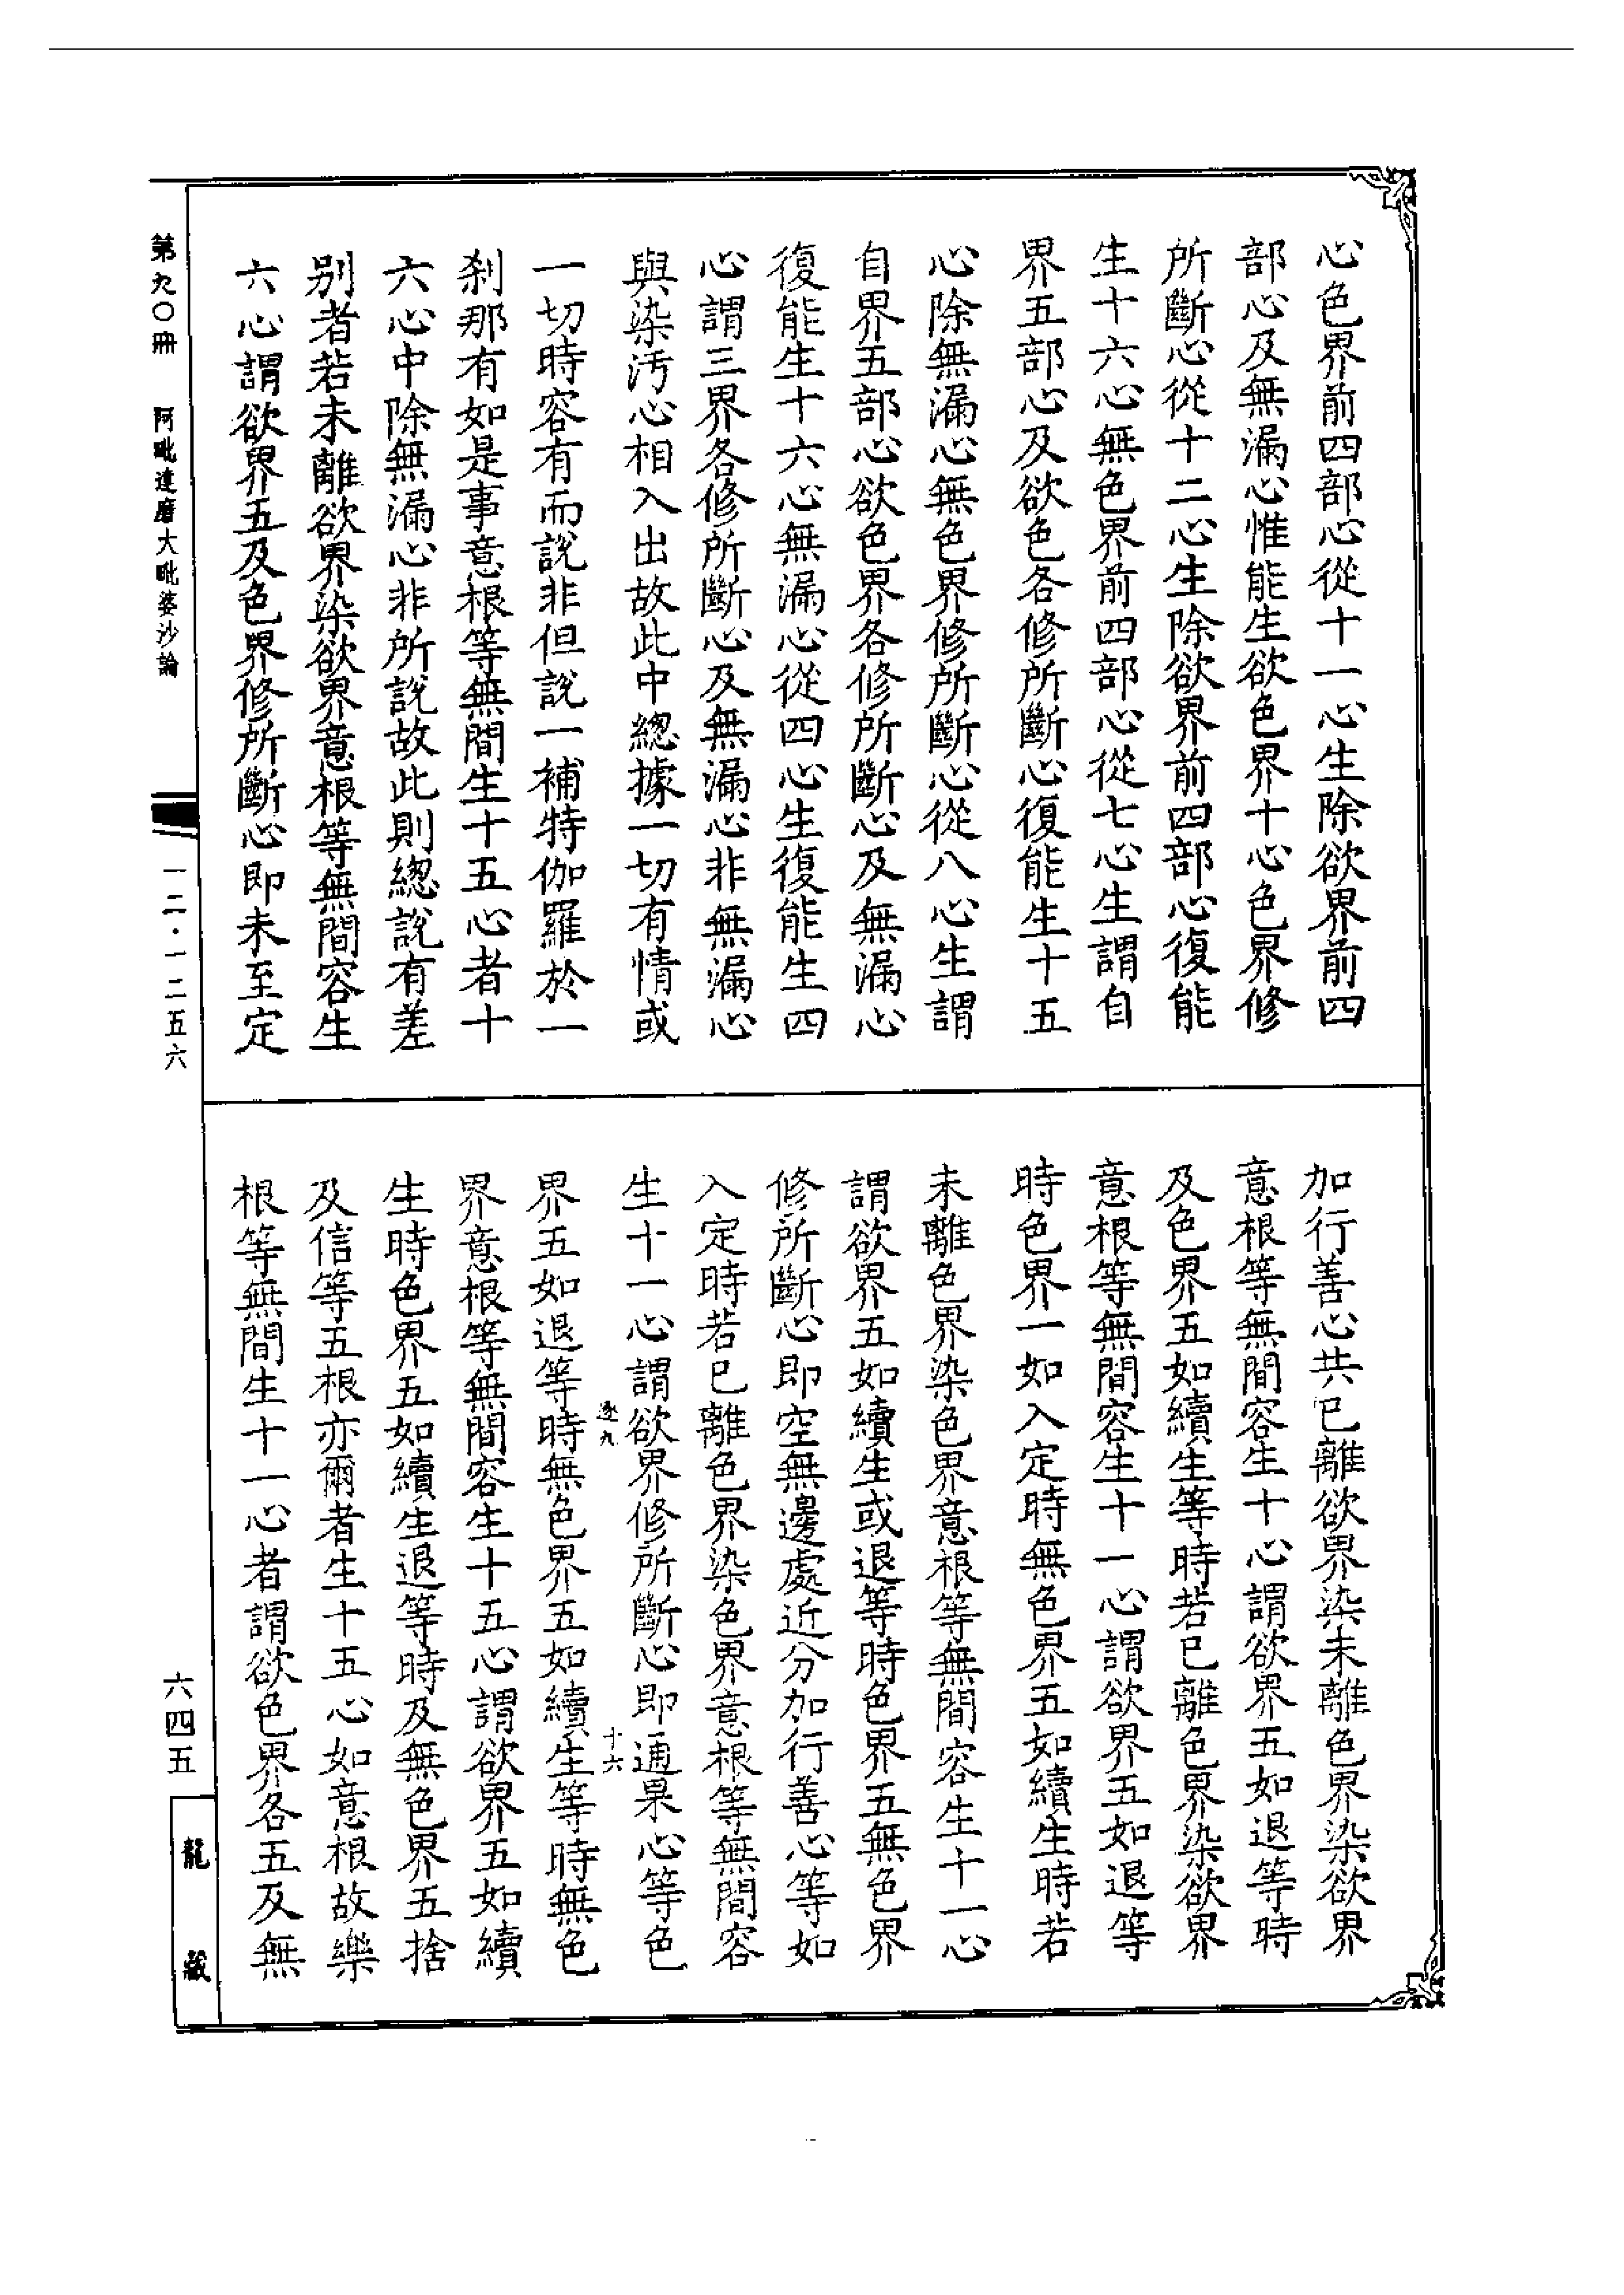 心色界前四部心從十一心生除欲界前四
部心及無漏心惟能生欲色界十心色界修
所斷心從十二心生除欲界前四部心復能
生十六心無色界前四部心從七心生謂自
界五部心及欲色各修所斷心復能生十五
心除無漏心無色界修所斷心從八心生謂
自界五部心欲色界各修所斷心及無漏心
復能生十六心無漏心從四心生復能生四
心謂三界各修所斷心及無漏心非無漏心
與染汚心相入出故此中總據一切有情或
一切時容有而說非但說一補特伽羅於一
刹那有如是事意根等無間生十五心者十
六心中除無漏心非所說故此則總說有差
别者若未離欲界染欲界意根等無間容生
六心謂欲界五及色界修所斷心即未至定
加行善心共已離欲界染未離色界染欲界
意根等無間容生十心謂欲界五如退等時
及色界五如續生等時若已離色界染欲界
意根等無間容生十一心謂欲界五如退等
時色界一如入定時無色界五如續生時若
未離色界染色界意根等無間容生十一心
謂欲界五如續生或退等時色界五無色界
修所斷心即空無邊處近分加行善心等如
入定時若已離色界染色界意根等無間容
生十一心謂欲界修所斷心即通果心等色
逐九 十六
界五如退等時無色界五如續生等時無色
界意根等無間容生十五心謂欲界五如續
生時色界五如續生退等時及無色界五捨
及信等五根亦爾者生十五心如意根故樂
根等無間生十一心者謂欲色界各五及無
第九〇冊 阿毗達磨大毗婆沙論
一二·一二五六
六四五
龍藏